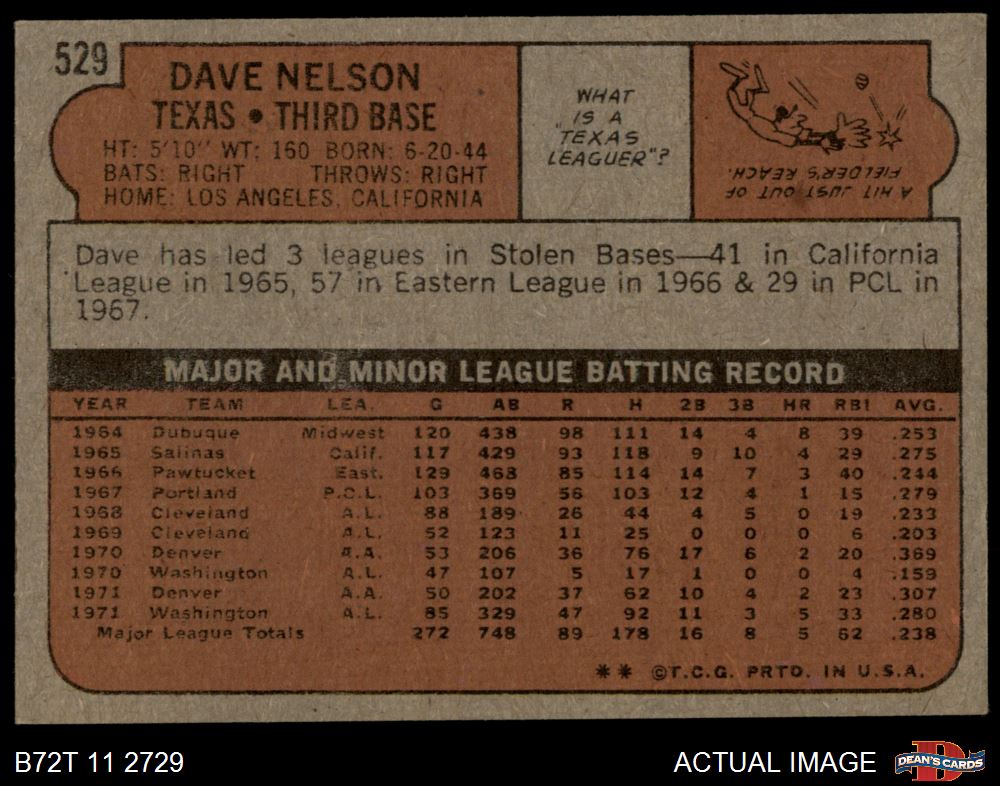 529
DAVE NELSON
TEXAS • THIRD BASE
HT: 5'10" WT: 160 BORN: 6-20-44
BATS: RIGHT THROWS: RIGHT
HOME: LOS ANGELES, CALIFORNIA
WHAT
IS A
"TEXAS
LEAGUER"?
A HIT JUST OUT OF
FIELDER'S REACH.
Dave has led 3 leagues in Stolen Bases—41 in California
League in 1965, 57 in Eastern League in 1966 & 29 in PCL in
1967.
MAJOR AND MINOR LEAGUE BATTING RECORD
YEAR TEAM LEA. G AB R H 2B 3B HR RBI AVG.
1964 Dubuque Midwest 120 438 98 111 14 4 8 39 .253
1965 Salinas Calif. 117 429 93 118 9 10 4 29 .275
1966 Pawtucket East. 129 468 85 114 14 7 3 40 .244
1967 Portland P.C.L. 103 369 56 103 12 4 1 15 .279
1968 Cleveland A.L. 88 189 26 44 4 5 0 19 .233
1969 Cleveland A.L. 52 123 11 25 0 0 0 6 .203
1970 Denver A.A. 53 206 36 76 17 6 2 20 .369
1970 Washington A.L. 47 107 5 17 1 0 0 4 .159
1971 Denver A.A. 50 202 37 62 10 4 2 23 .307
1971 Washington A.L. 85 329 47 92 11 3 5 33 .280
Major League Totals 272 748 89 178 16 8 5 62 .238
** ©T.C.G. PRTD. IN U.S.A.
B72T 11 2729
ACTUAL IMAGE
D
DEAN'S CARDS